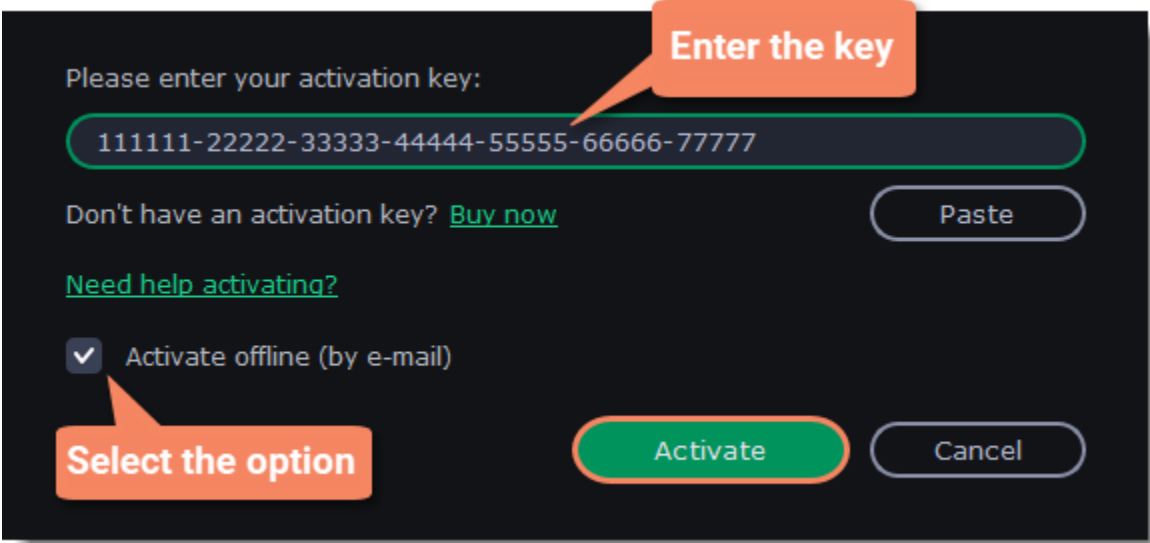 Enter the key
Please enter your activation key:
111111-22222-33333-44444-55555-66666-77777
Don't have an activation key? Buy now
Paste
Need help activating?
Activate offline (by e-mail)
Select the option
Activate
Cancel